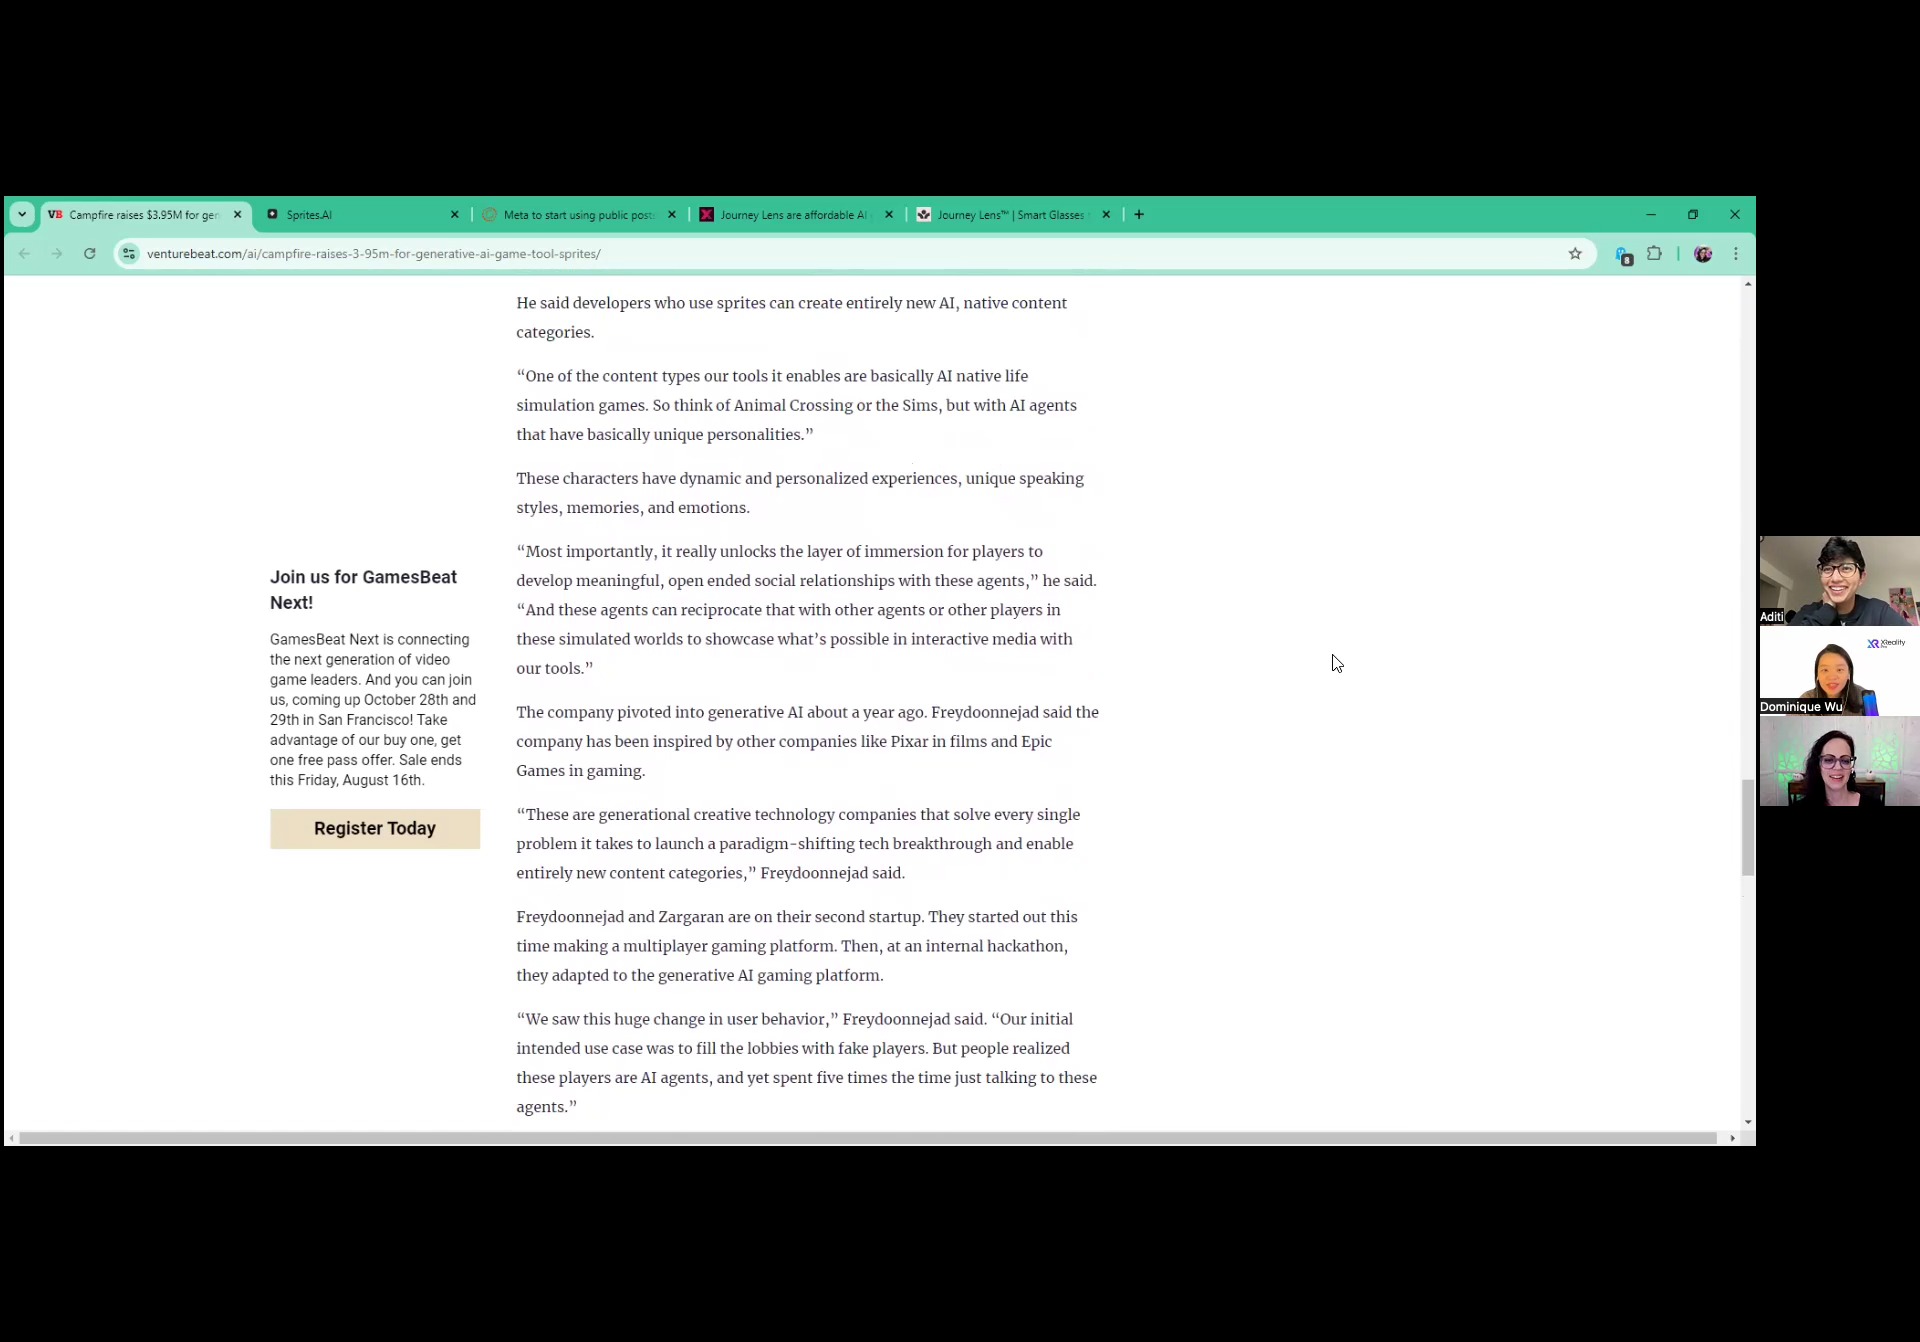 VB Campfire raises $3.95M for gen
Sprites.AI
Meta to start using public posts
Journey Lens are affordable AI
Journey Lens™ | Smart Glasses
venturebeat.com/ai/campfire-raises-3-95m-for-generative-ai-game-tool-sprites/
8
He said developers who use sprites can create entirely new AI, native content
categories.
“One of the content types our tools it enables are basically AI native life
simulation games. So think of Animal Crossing or the Sims, but with AI agents
that have basically unique personalities.”
These characters have dynamic and personalized experiences, unique speaking
styles, memories, and emotions.
“Most importantly, it really unlocks the layer of immersion for players to
develop meaningful, open ended social relationships with these agents,” he said.
“And these agents can reciprocate that with other agents or other players in
these simulated worlds to showcase what’s possible in interactive media with
our tools.”
The company pivoted into generative AI about a year ago. Freydoonnejad said the
company has been inspired by other companies like Pixar in films and Epic
Games in gaming.
“These are generational creative technology companies that solve every single
problem it takes to launch a paradigm-shifting tech breakthrough and enable
entirely new content categories,” Freydoonnejad said.
Freydoonnejad and Zargaran are on their second startup. They started out this
time making a multiplayer gaming platform. Then, at an internal hackathon,
they adapted to the generative AI gaming platform.
“We saw this huge change in user behavior,” Freydoonnejad said. “Our initial
intended use case was to fill the lobbies with fake players. But people realized
these players are AI agents, and yet spent five times the time just talking to these
agents.”
Join us for GamesBeat
Next!
GamesBeat Next is connecting
the next generation of video
game leaders. And you can join
us, coming up October 28th and
29th in San Francisco! Take
advantage of our buy one, get
one free pass offer. Sale ends
this Friday, August 16th.
Register Today
Aditi
XR XReality
Dominique Wu